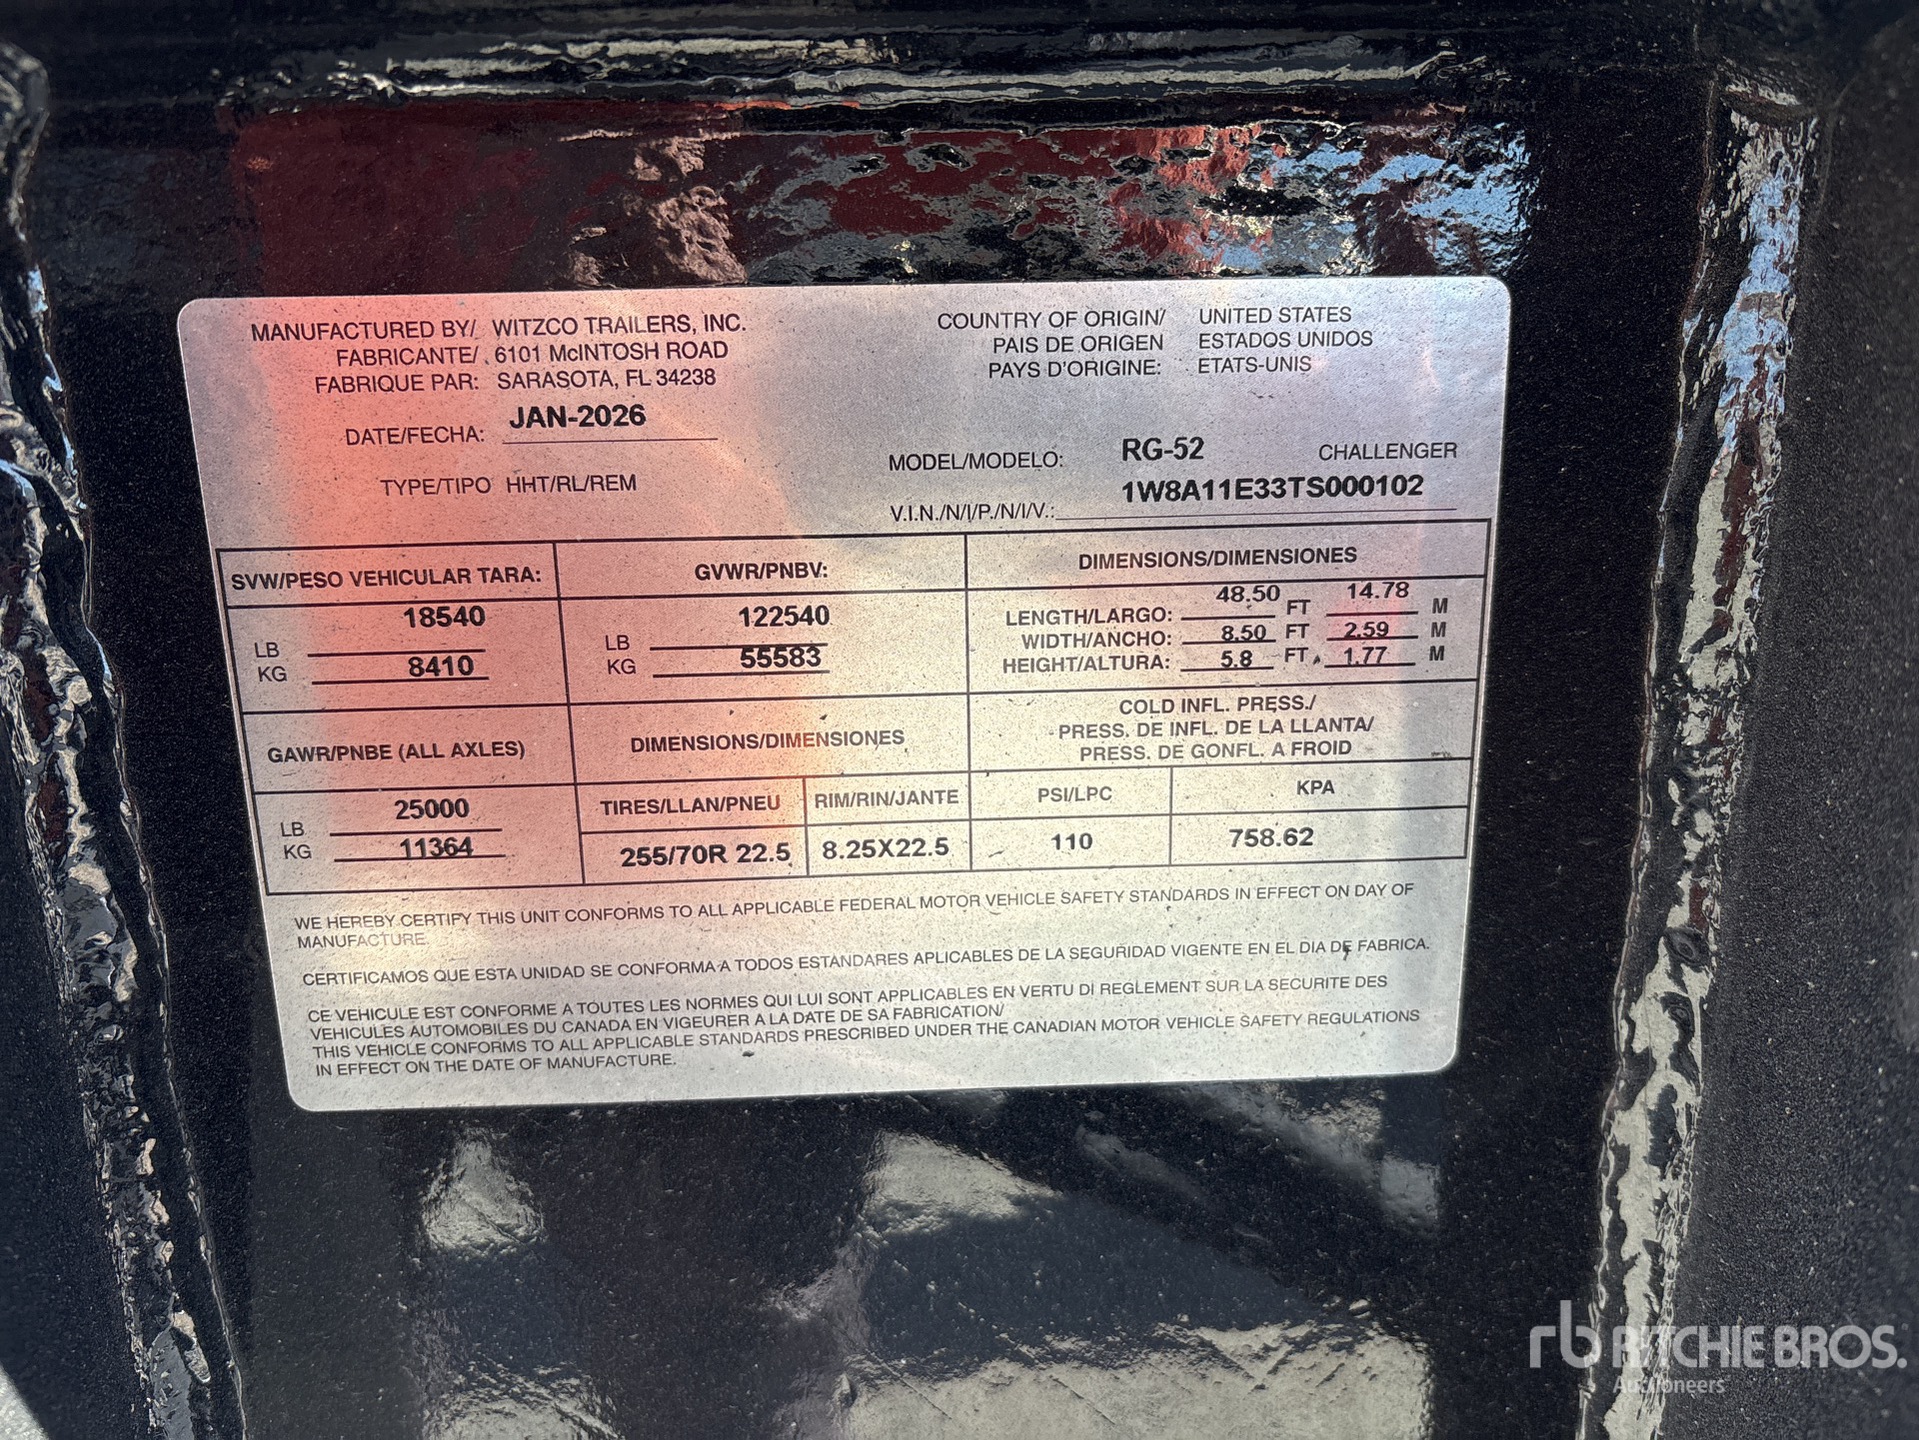 MANUFACTURED BY/ WITZCO TRAILERS, INC.
FABRICANTE/ 6101 McINTOSH ROAD
FABRIQUE PAR: SARASOTA, FL 34238
DATE/FECHA: JAN-2026
TYPE/TIPO HHT/RL/REM
COUNTRY OF ORIGIN/ UNITED STATES
PAIS DE ORIGEN ESTADOS UNIDOS
PAYS D'ORIGINE: ETATS-UNIS
MODEL/MODELO: RG-52 CHALLENGER
V.I.N./N/I/P./N/I/V.: 1W8A11E33TS000102
SVW/PESO VEHICULAR TARA:
LB 18540
KG 8410
GVWR/PNBV:
LB 122540
KG 55583
DIMENSIONS/DIMENSIONES
LENGTH/LARGO: 48.50 FT 14.78 M
WIDTH/ANCHO: 8.50 FT 2.59 M
HEIGHT/ALTURA: 5.8 FT 1.77 M
GAWR/PNBE (ALL AXLES)
LB 25000
KG 11364
DIMENSIONS/DIMENSIONES
TIRES/LLAN/PNEU RIM/RIN/JANTE
255/70R 22.5 8.25X22.5
COLD INFL. PRESS./
PRESS. DE INFL. DE LA LLANTA/
PRESS. DE GONFL. A FROID
PSI/LPC KPA
110 758.62
WE HEREBY CERTIFY THIS UNIT CONFORMS TO ALL APPLICABLE FEDERAL MOTOR VEHICLE SAFETY STANDARDS IN EFFECT ON DAY OF
MANUFACTURE.
CERTIFICAMOS QUE ESTA UNIDAD SE CONFORMA A TODOS ESTANDARES APLICABLES DE LA SEGURIDAD VIGENTE EN EL DIA DE FABRICA.
CE VEHICULE EST CONFORME A TOUTES LES NORMES QUI LUI SONT APPLICABLES EN VERTU DI REGLEMENT SUR LA SECURITE DES
VEHICULES AUTOMOBILES DU CANADA EN VIGEURER A LA DATE DE SA FABRICATION/
THIS VEHICLE CONFORMS TO ALL APPLICABLE STANDARDS PRESCRIBED UNDER THE CANADIAN MOTOR VEHICLE SAFETY REGULATIONS
IN EFFECT ON THE DATE OF MANUFACTURE.
rb RITCHIE BROS.
Auctioneers